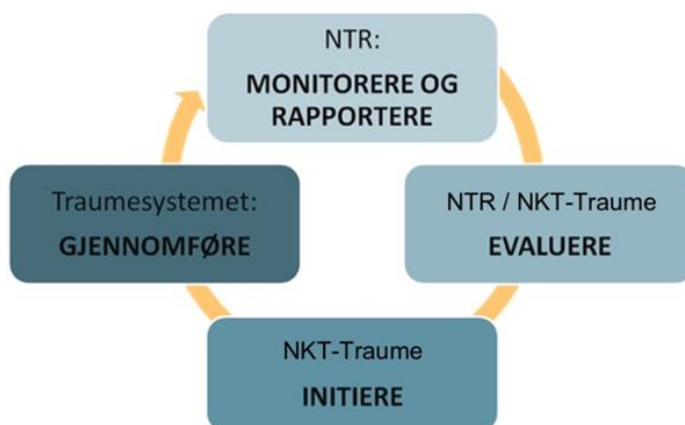 NTR:
MONITORERE OG
RAPPORTERE
NTR / NKT-Traume
EVALUERE
NKT-Traume
INITIERE
Traumesystemet:
GJENNOMFØRE